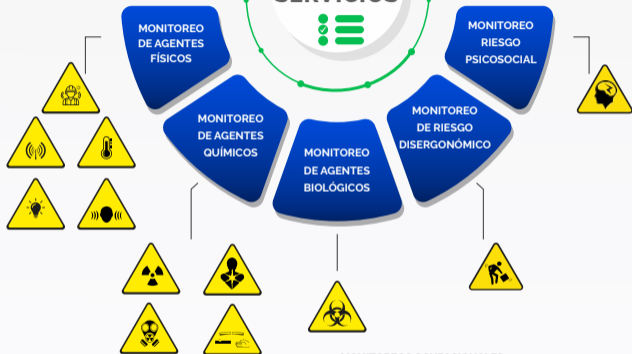 SERVICIOS
MONITOREO
DE AGENTES
FÍSICOS
MONITOREO
DE AGENTES
QUÍMICOS
MONITOREO
DE AGENTES
BIOLÓGICOS
MONITOREO
DE RIESGO
DISERGONÓMICO
MONITOREO
RIESGO
PSICOSOCIAL